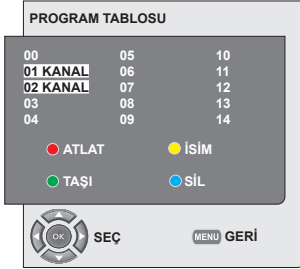 PROGRAM TABLOSU
00 05 10
01 KANAL 06 11
02 KANAL 07 12
03 08 13
04 09 14
ATLAT İSİM
TAŞI SİL
OK SEÇ MENU GERİ